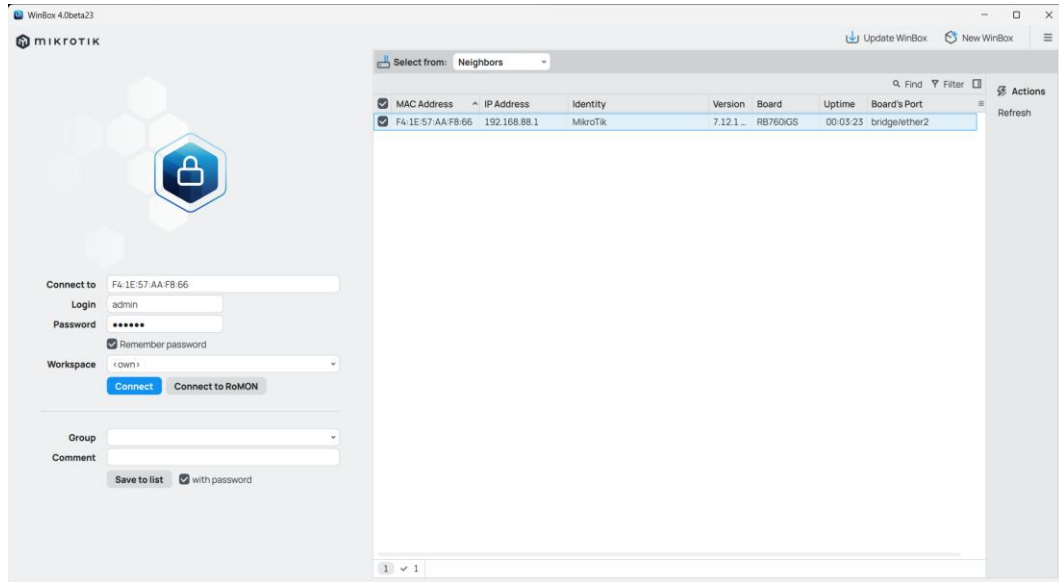 WinBox 4.0beta23
mikrotik
Update WinBox
New WinBox
Select from:
Neighbors
Find
Filter
Actions
Refresh
MAC Address IP Address Identity Version Board Uptime Board's Port
F4:1E:57:AA:F8:66 192.168.88.1 MikroTik 7.12.1 ... RB760iGS 00:03:23 bridge/ether2
Connect to F4:1E:57:AA:F8:66
Login admin
Password ••••••
Remember password
Workspace <own>
Connect Connect to RoMON
Group
Comment
Save to list with password
1 1